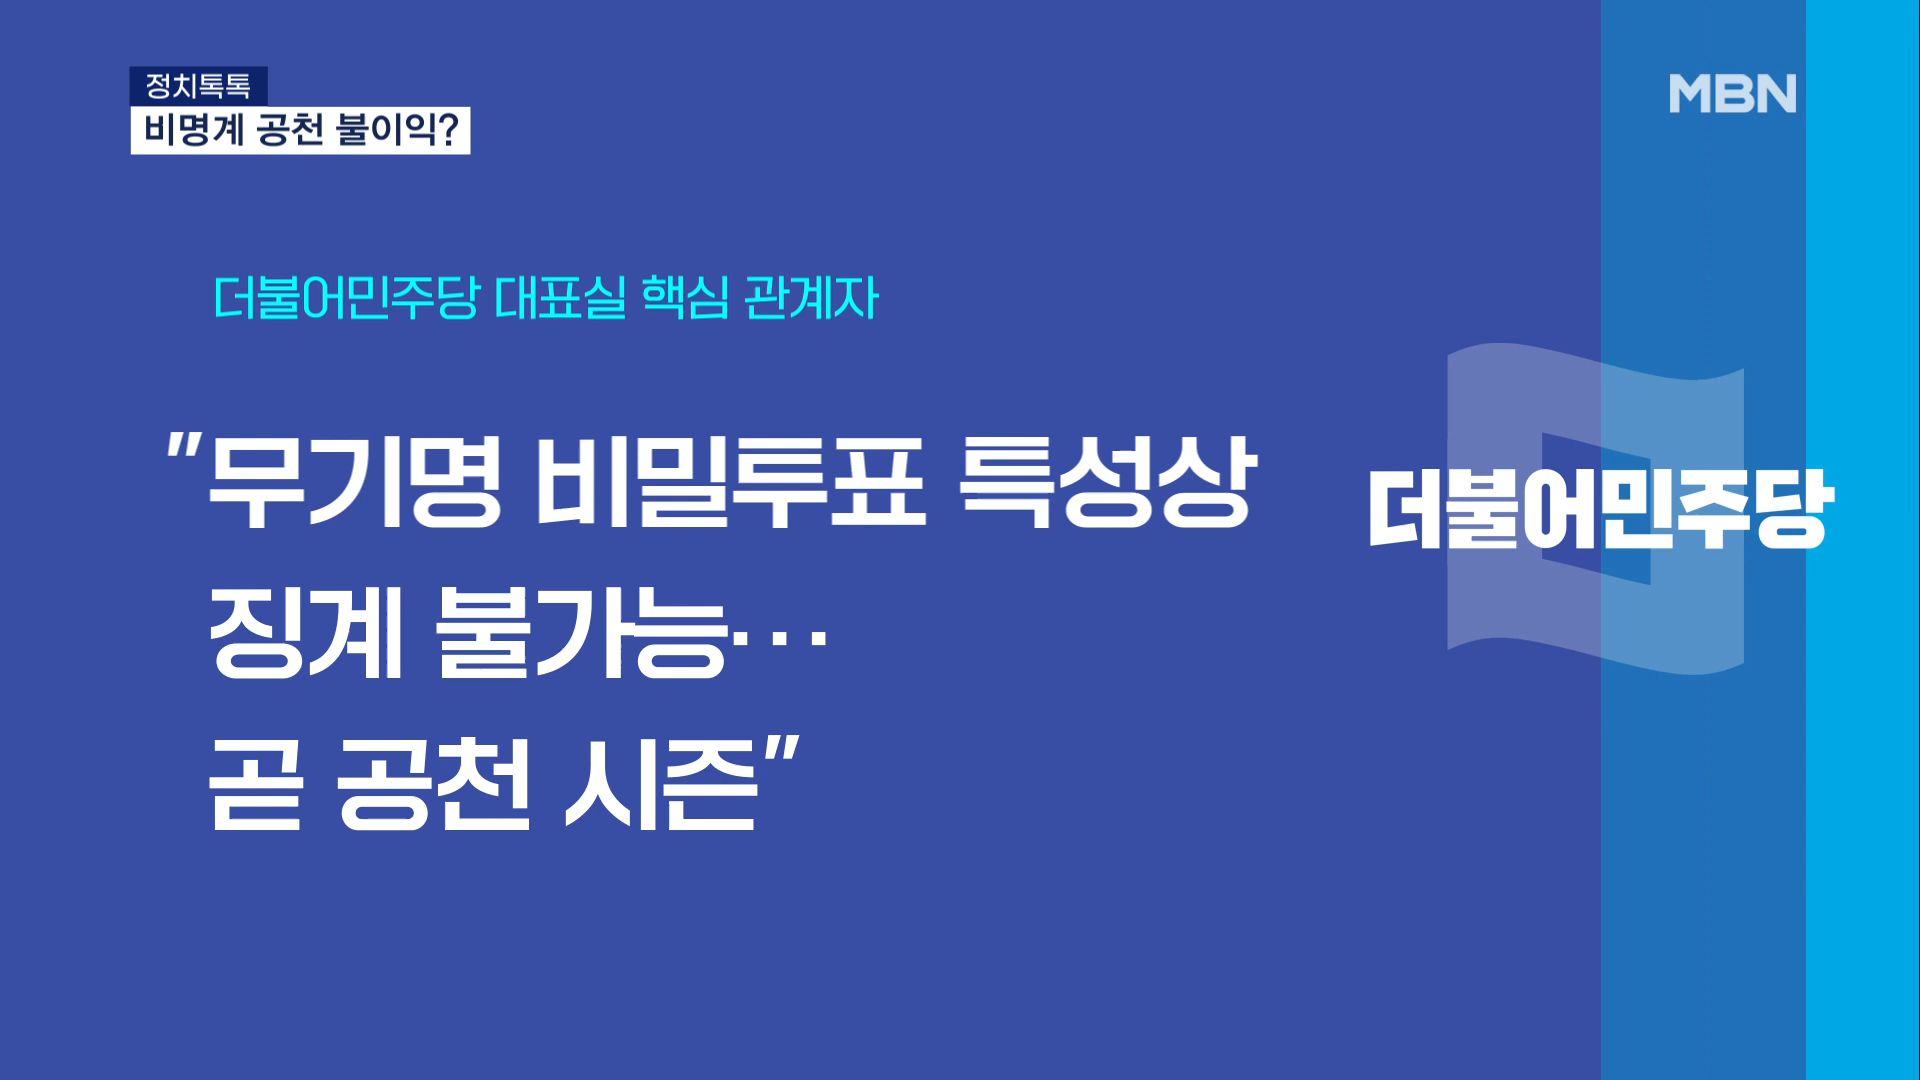 정치톡톡
MBN
비명계 공천 불이익?
더불어민주당 대표실 핵심 관계자
"무기명 비밀투표 특성상
징계 불가능…
곧 공천 시즌"
더불어민주당